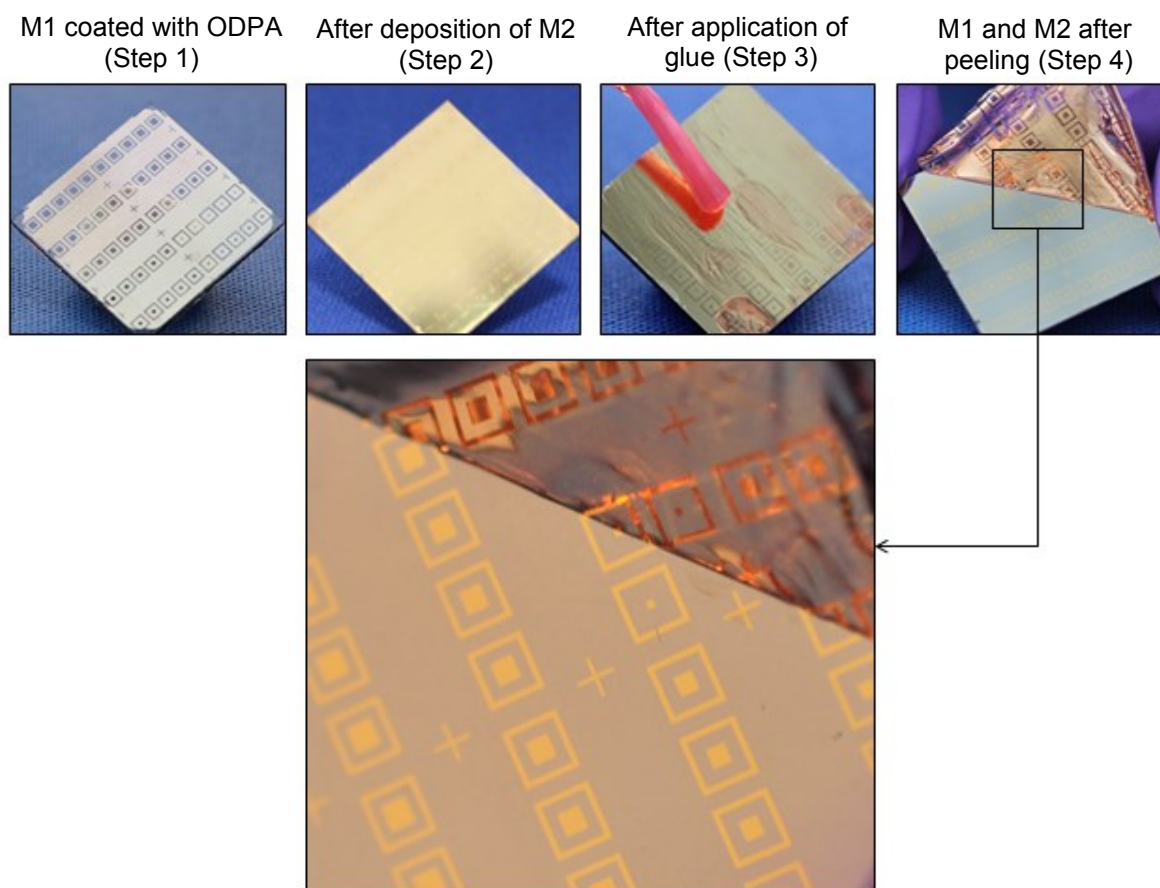 M1 coated with ODPA
(Step 1)
After deposition of M2
(Step 2)
After application of
glue (Step 3)
M1 and M2 after
peeling (Step 4)